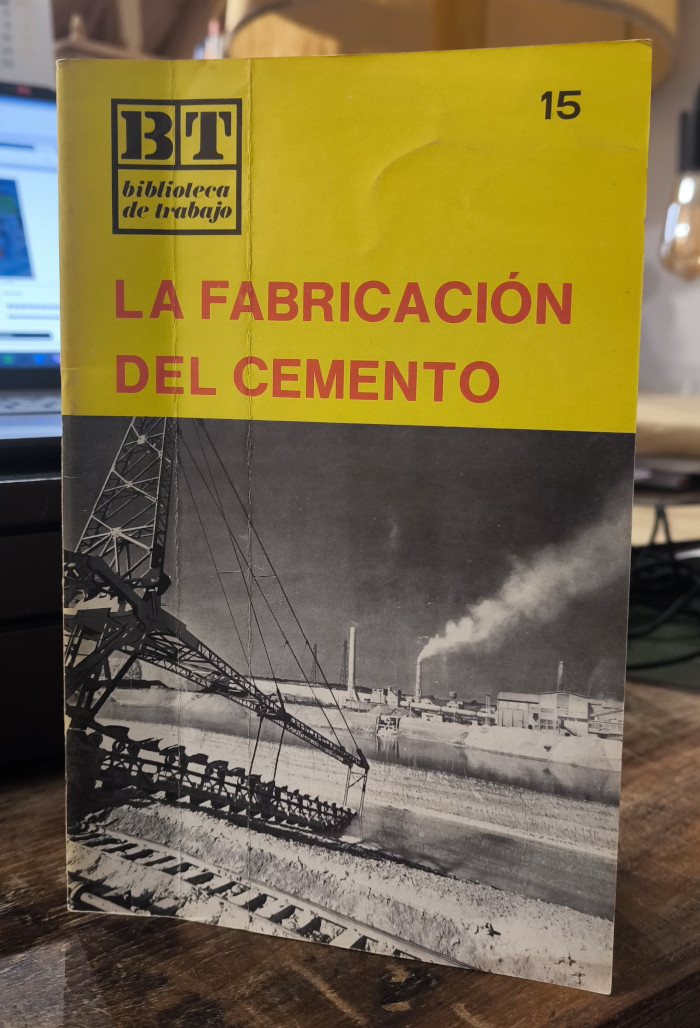 BT
biblioteca
de trabajo
15
LA FABRICACIÓN
DEL CEMENTO